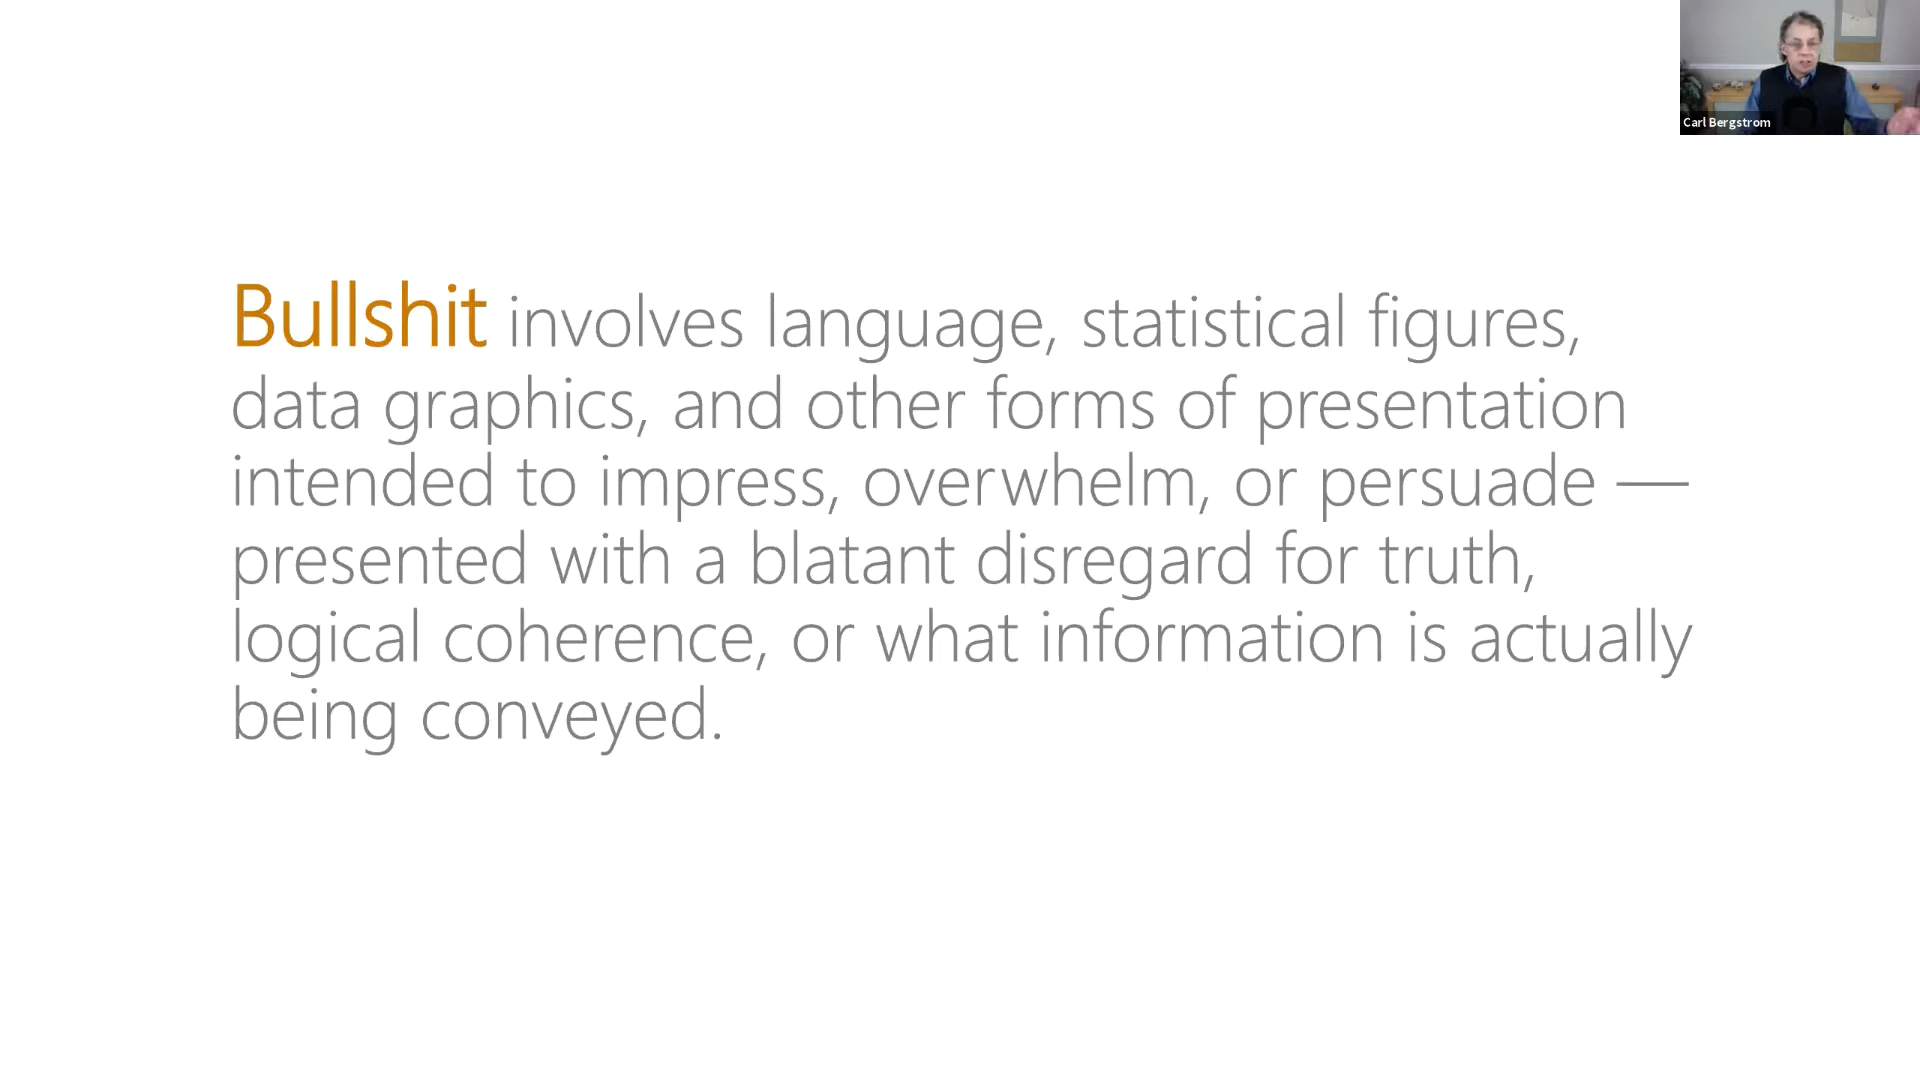 Carl Bergstrom
Bullshit involves language, statistical figures,
data graphics, and other forms of presentation
intended to impress, overwhelm, or persuade —
presented with a blatant disregard for truth,
logical coherence, or what information is actually
being conveyed.